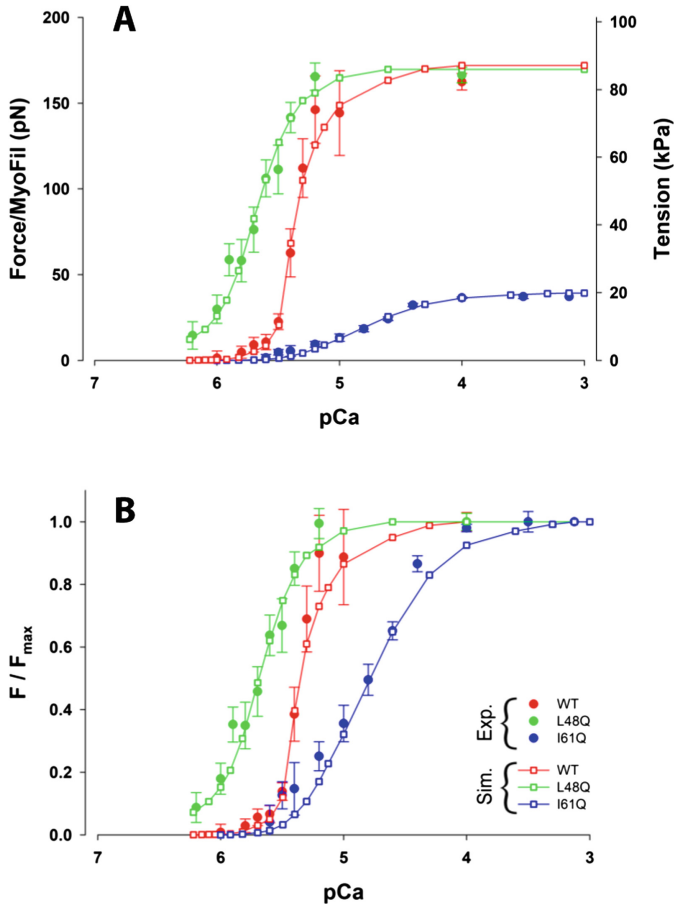 A
200
150
100
50
0
Force/MyoFil (pN)
100
80
60
40
20
0
Tension (kPa)
7 6 5 4 3
pCa
B
1.0
0.8
0.6
0.4
0.2
0.0
F / Fmax
Exp.
WT
L48Q
I61Q
Sim.
WT
L48Q
I61Q
7 6 5 4 3
pCa